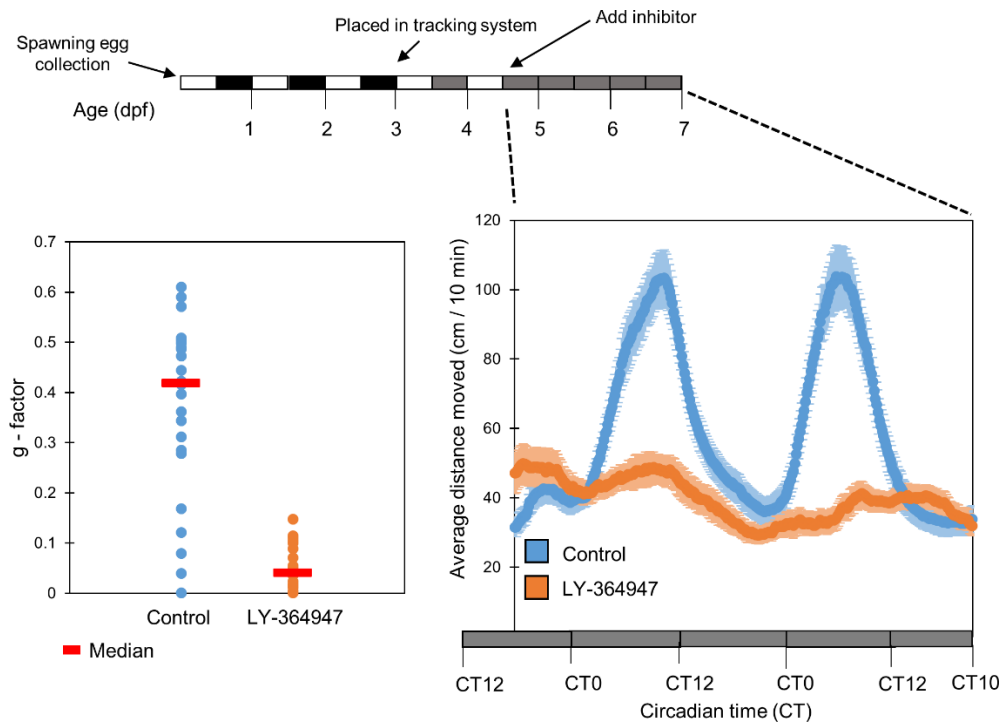 Placed in tracking system
Add inhibitor
Spawning egg
collection
Age (dpf)
1
2
3
4
5
6
7
0.7
0.6
0.5
0.4
0.3
0.2
0.1
0
g - factor
Control
LY-364947
Median
120
100
80
60
40
20
Average distance moved (cm / 10 min)
Control
LY-364947
CT12
CT0
CT12
CT0
CT12
CT10
Circadian time (CT)